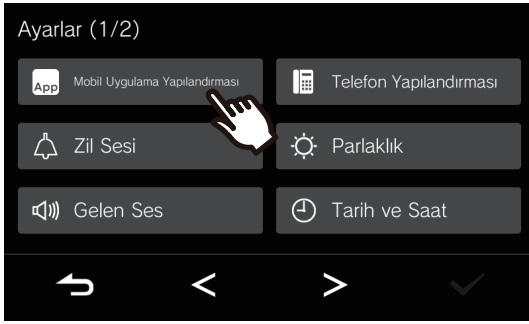 Ayarlar (1/2)
App Mobil Uygulama Yapılandırması
Telefon Yapılandırması
Zil Sesi
Parlaklık
Gelen Ses
Tarih ve Saat